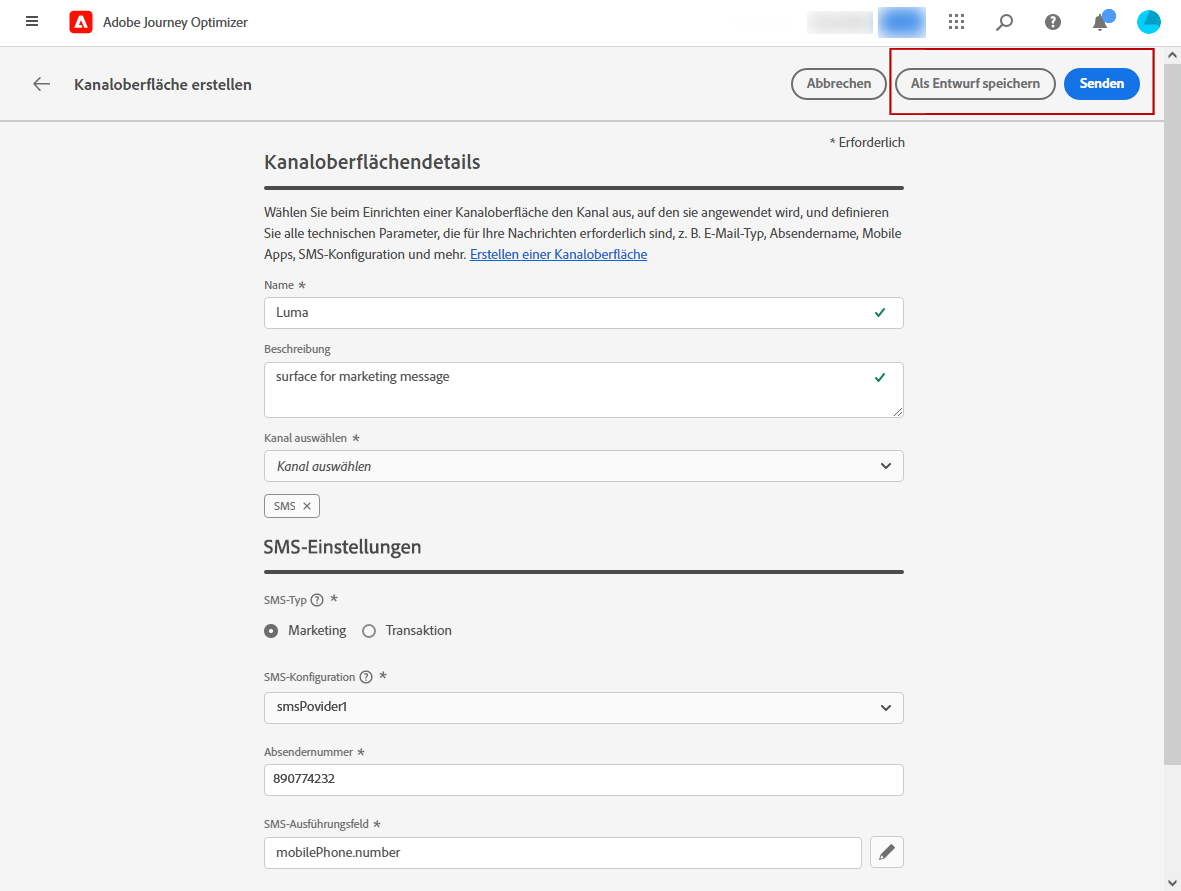 Adobe Journey Optimizer
Kanaloberfläche erstellen
Abbrechen
Als Entwurf speichern
Senden
* Erforderlich
Kanaloberflächendetails
Wählen Sie beim Einrichten einer Kanaloberfläche den Kanal aus, auf den sie angewendet wird, und definieren
Sie alle technischen Parameter, die für Ihre Nachrichten erforderlich sind, z. B. E-Mail-Typ, Absendername, Mobile
Apps, SMS-Konfiguration und mehr. Erstellen einer Kanaloberfläche
Name *
Luma
Beschreibung
surface for marketing message
Kanal auswählen *
Kanal auswählen
SMS ×
SMS-Einstellungen
SMS-Typ ? *
Marketing Transaktion
SMS-Konfiguration ? *
smsPovider1
Absendernummer *
890774232
SMS-Ausführungsfeld *
mobilePhone.number